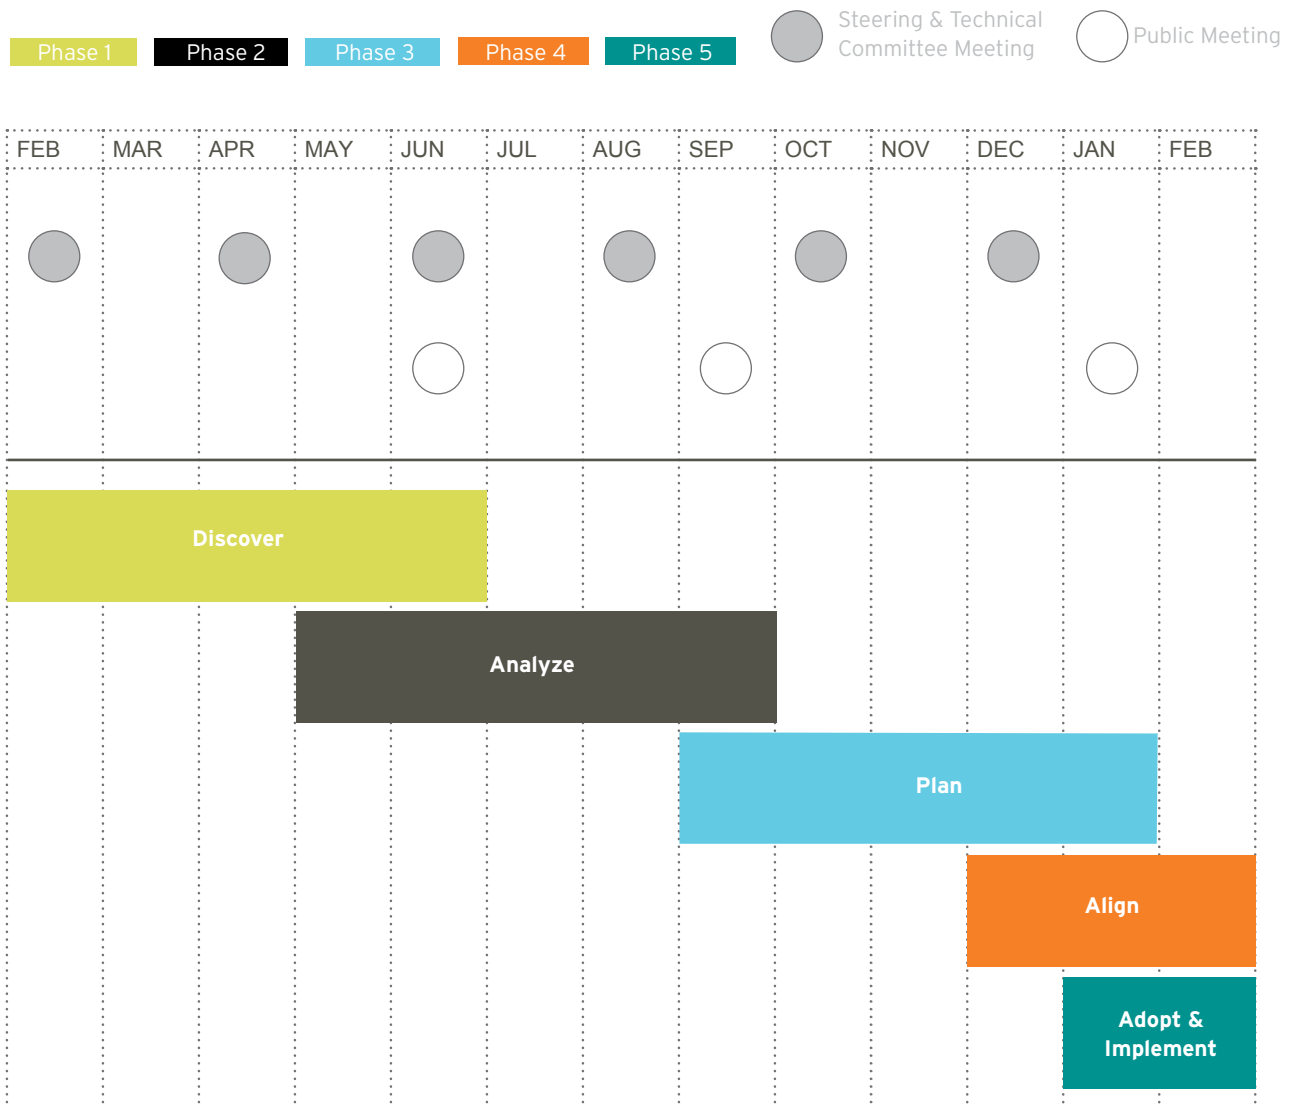 Phase 1
Phase 2
Phase 3
Phase 4
Phase 5
Steering & Technical
Committee Meeting
Public Meeting
FEB MAR APR MAY JUN JUL AUG SEP OCT NOV DEC JAN FEB
Discover
Analyze
Plan
Align
Adopt &
Implement